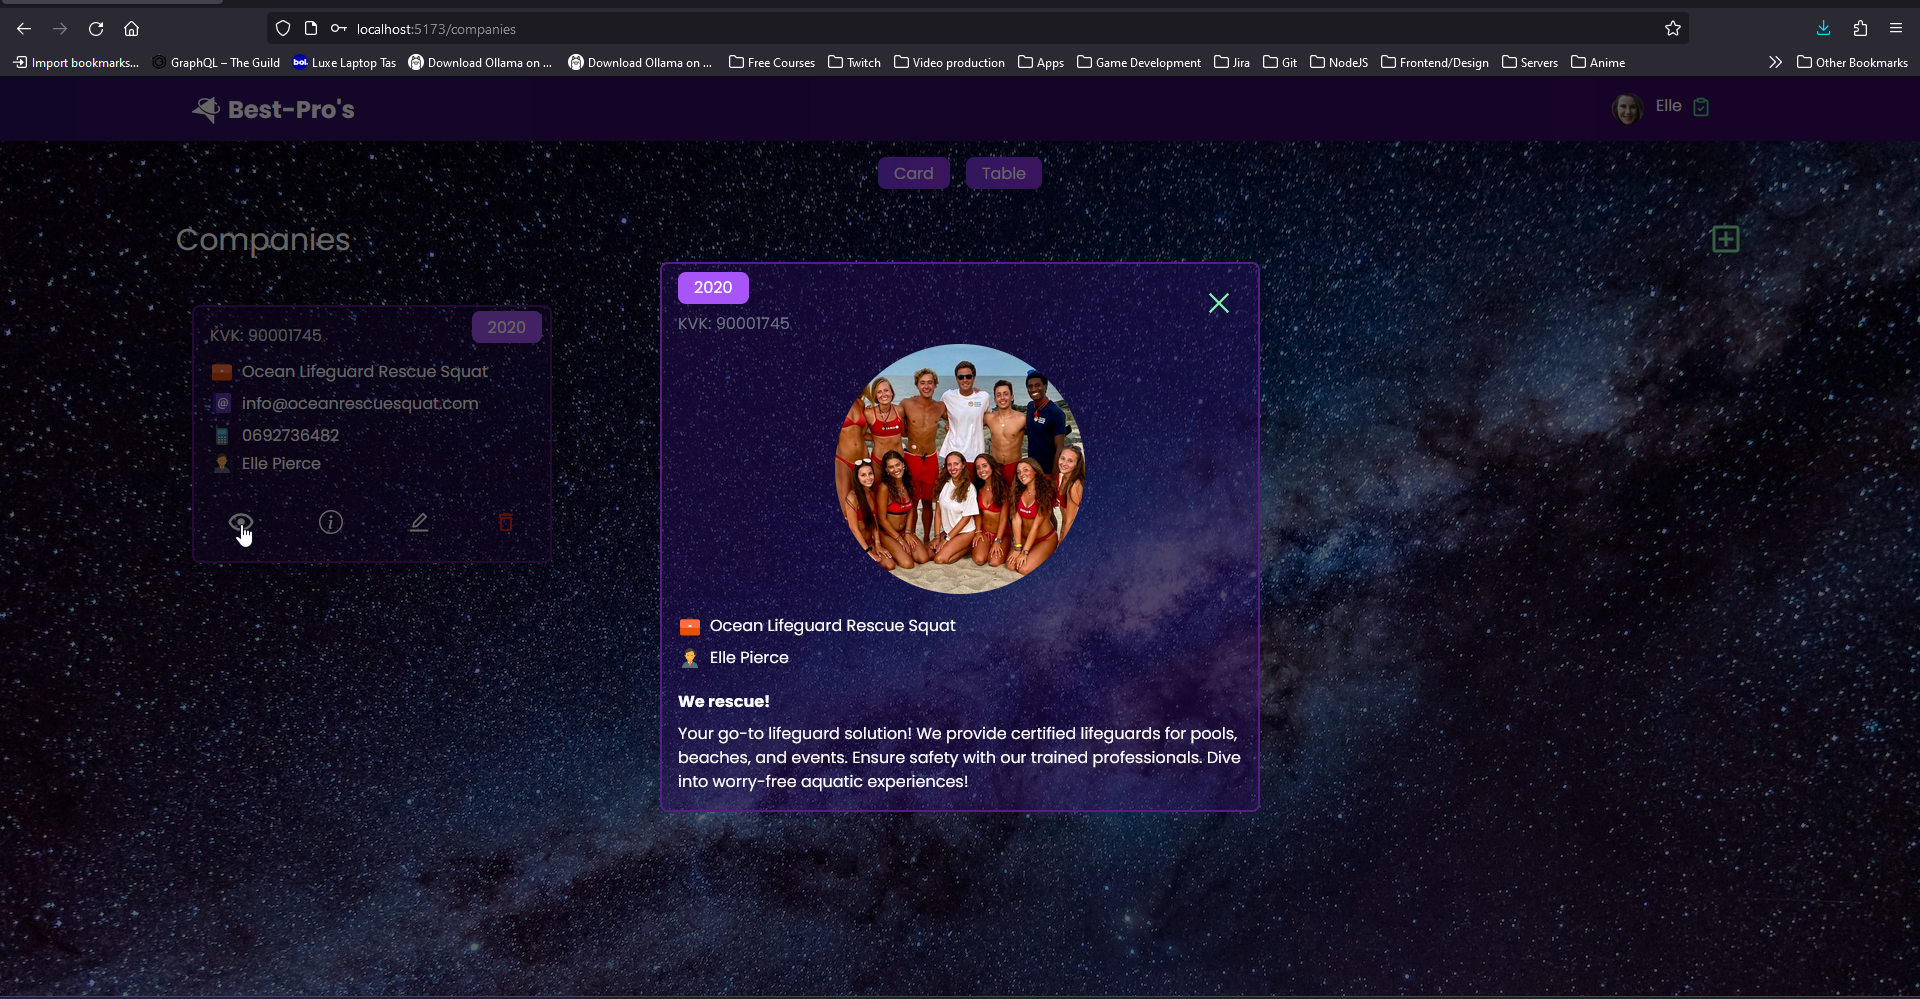 localhost:5173/companies
Import bookmarks... GraphQL – The Guild bol. Luxe Laptop Tas Download Ollama on ... Download Ollama on ... Free Courses Twitch Video production Apps Game Development Jira Git NodeJS Frontend/Design Servers Anime Other Bookmarks
Best-Pro's Elle
Card Table
Companies
KVK: 90001745 2020
Ocean Lifeguard Rescue Squat
@ info@oceanrescuesquat.com
0692736482
Elle Pierce
2020
KVK: 90001745
Ocean Lifeguard Rescue Squat
Elle Pierce
We rescue!
Your go-to lifeguard solution! We provide certified lifeguards for pools,
beaches, and events. Ensure safety with our trained professionals. Dive
into worry-free aquatic experiences!